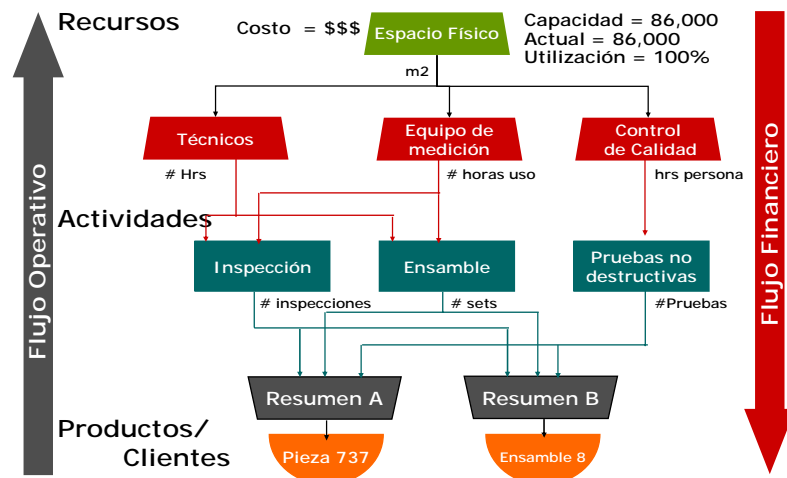 Recursos
Costo = $$$
Espacio Físico
Capacidad = 86,000
Actual = 86,000
Utilización = 100%
m2
Técnicos
Equipo de
medición
Control
de Calidad
# Hrs
# horas uso
hrs persona
Actividades
Inspección
Ensamble
Pruebas no
destructivas
# inspecciones
# sets
#Pruebas
Resumen A
Resumen B
Productos/
Clientes
Pieza 737
Ensamble 8
Flujo Operativo
Flujo Financiero